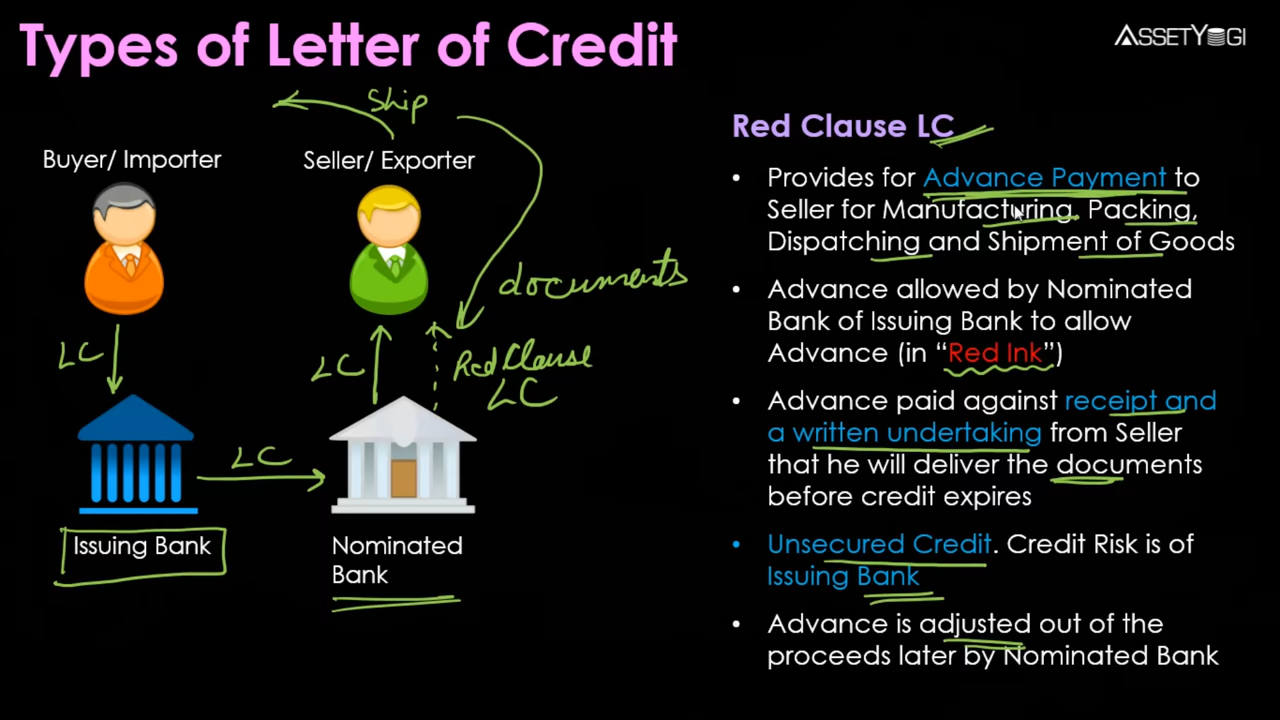 Types of Letter of Credit
ASSETYOGI
Ship
Buyer/ Importer
Seller/ Exporter
documents
LC
LC
Red Clause
LC
LC
Issuing Bank
Nominated
Bank
Red Clause LC
• Provides for Advance Payment to
Seller for Manufacturing, Packing,
Dispatching and Shipment of Goods
• Advance allowed by Nominated
Bank of Issuing Bank to allow
Advance (in “Red Ink”)
• Advance paid against receipt and
a written undertaking from Seller
that he will deliver the documents
before credit expires
• Unsecured Credit. Credit Risk is of
Issuing Bank
• Advance is adjusted out of the
proceeds later by Nominated Bank